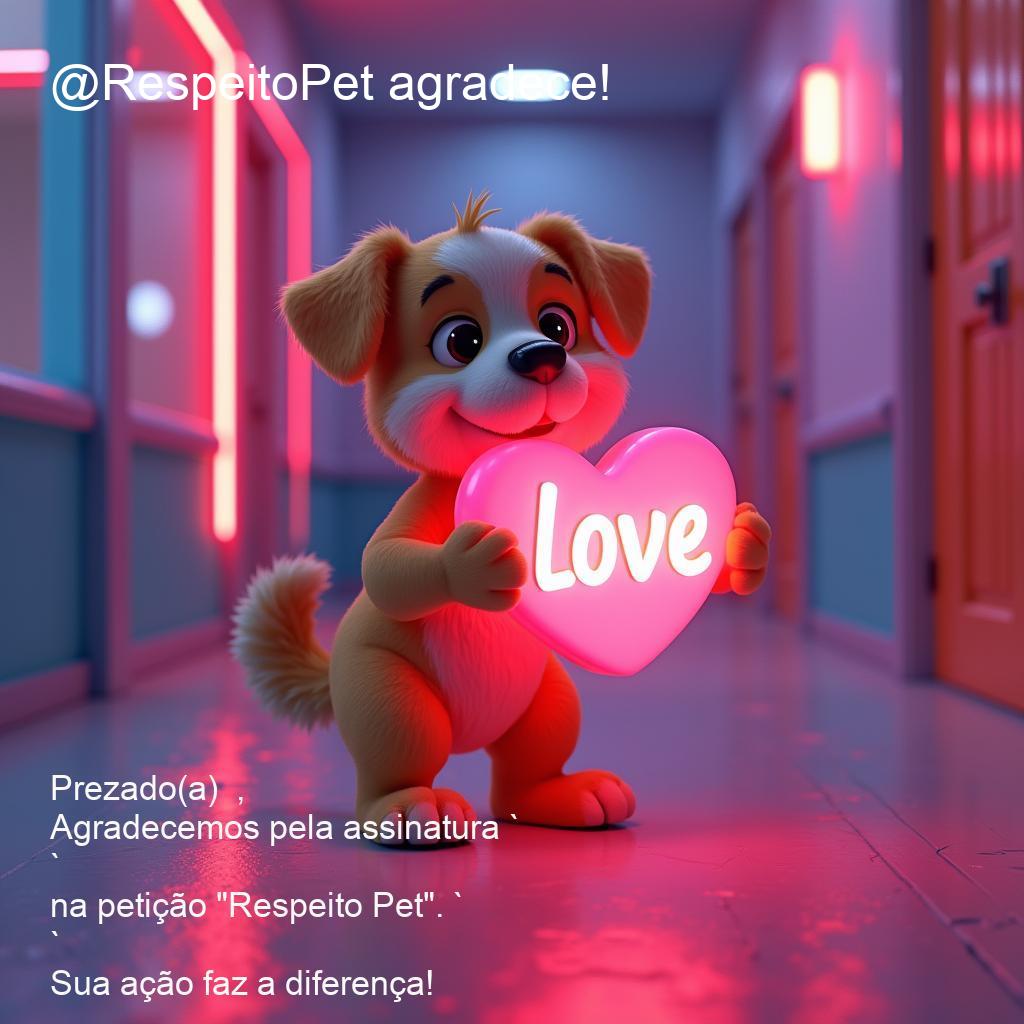 @RespeitoPet agradece!
Love
Prezado(a)  ,
Agradecemos pela assinatura `
`
na petição "Respeito Pet". `
`
Sua ação faz a diferença!